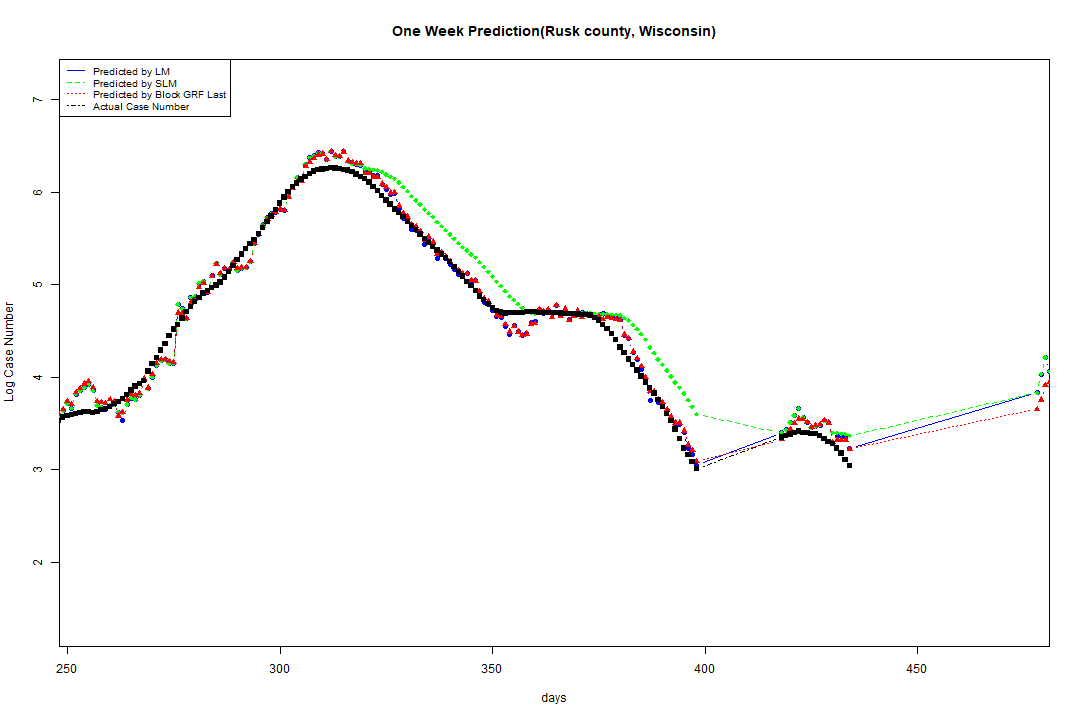 One Week Prediction(Rusk county, Wisconsin)
Predicted by LM
Predicted by SLM
Predicted by Block GRF Last
Actual Case Number
7
6
5
4
3
2
Log Case Number
250 300 350 400 450
days